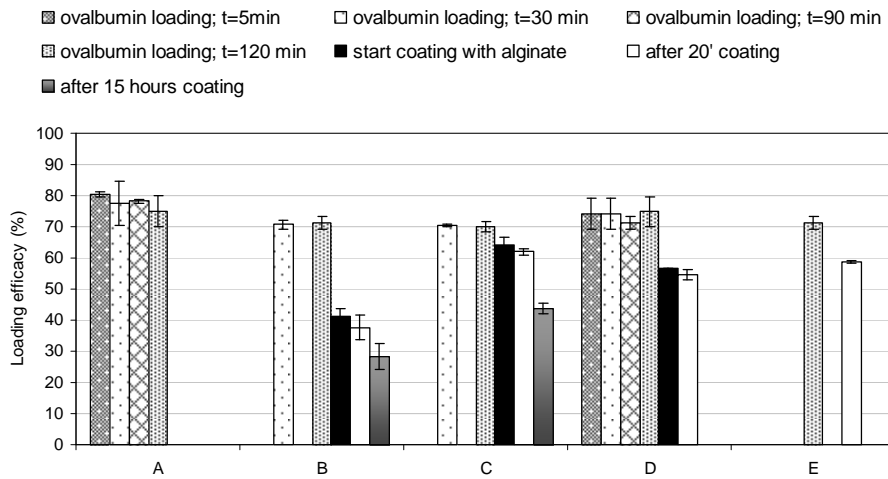 ovalbumin loading; t=5min ovalbumin loading; t=30 min ovalbumin loading; t=90 min
ovalbumin loading; t=120 min start coating with alginate after 20' coating
after 15 hours coating
Loading efficacy (%)
100
90
80
70
60
50
40
30
20
10
0
A B C D E